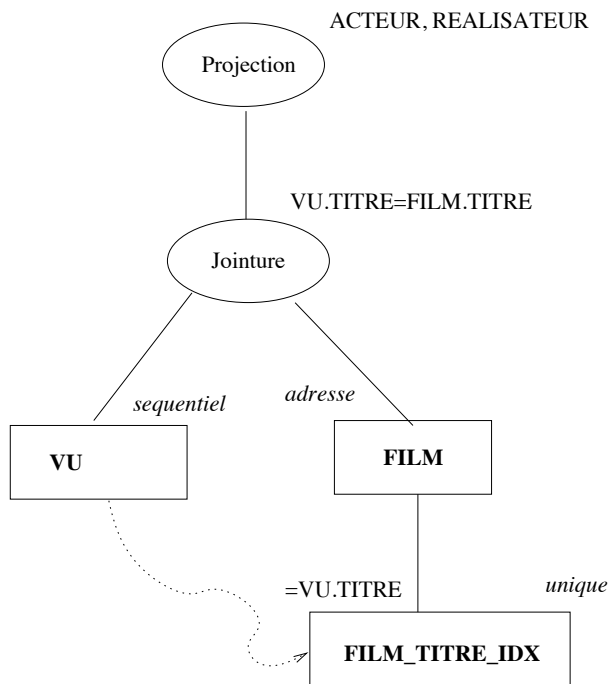 ACTEUR, REALISATEUR
Projection
VU.TITRE=FILM.TITRE
Jointure
sequentiel
adresse
VU
FILM
=VU.TITRE
unique
FILM_TITRE_IDX